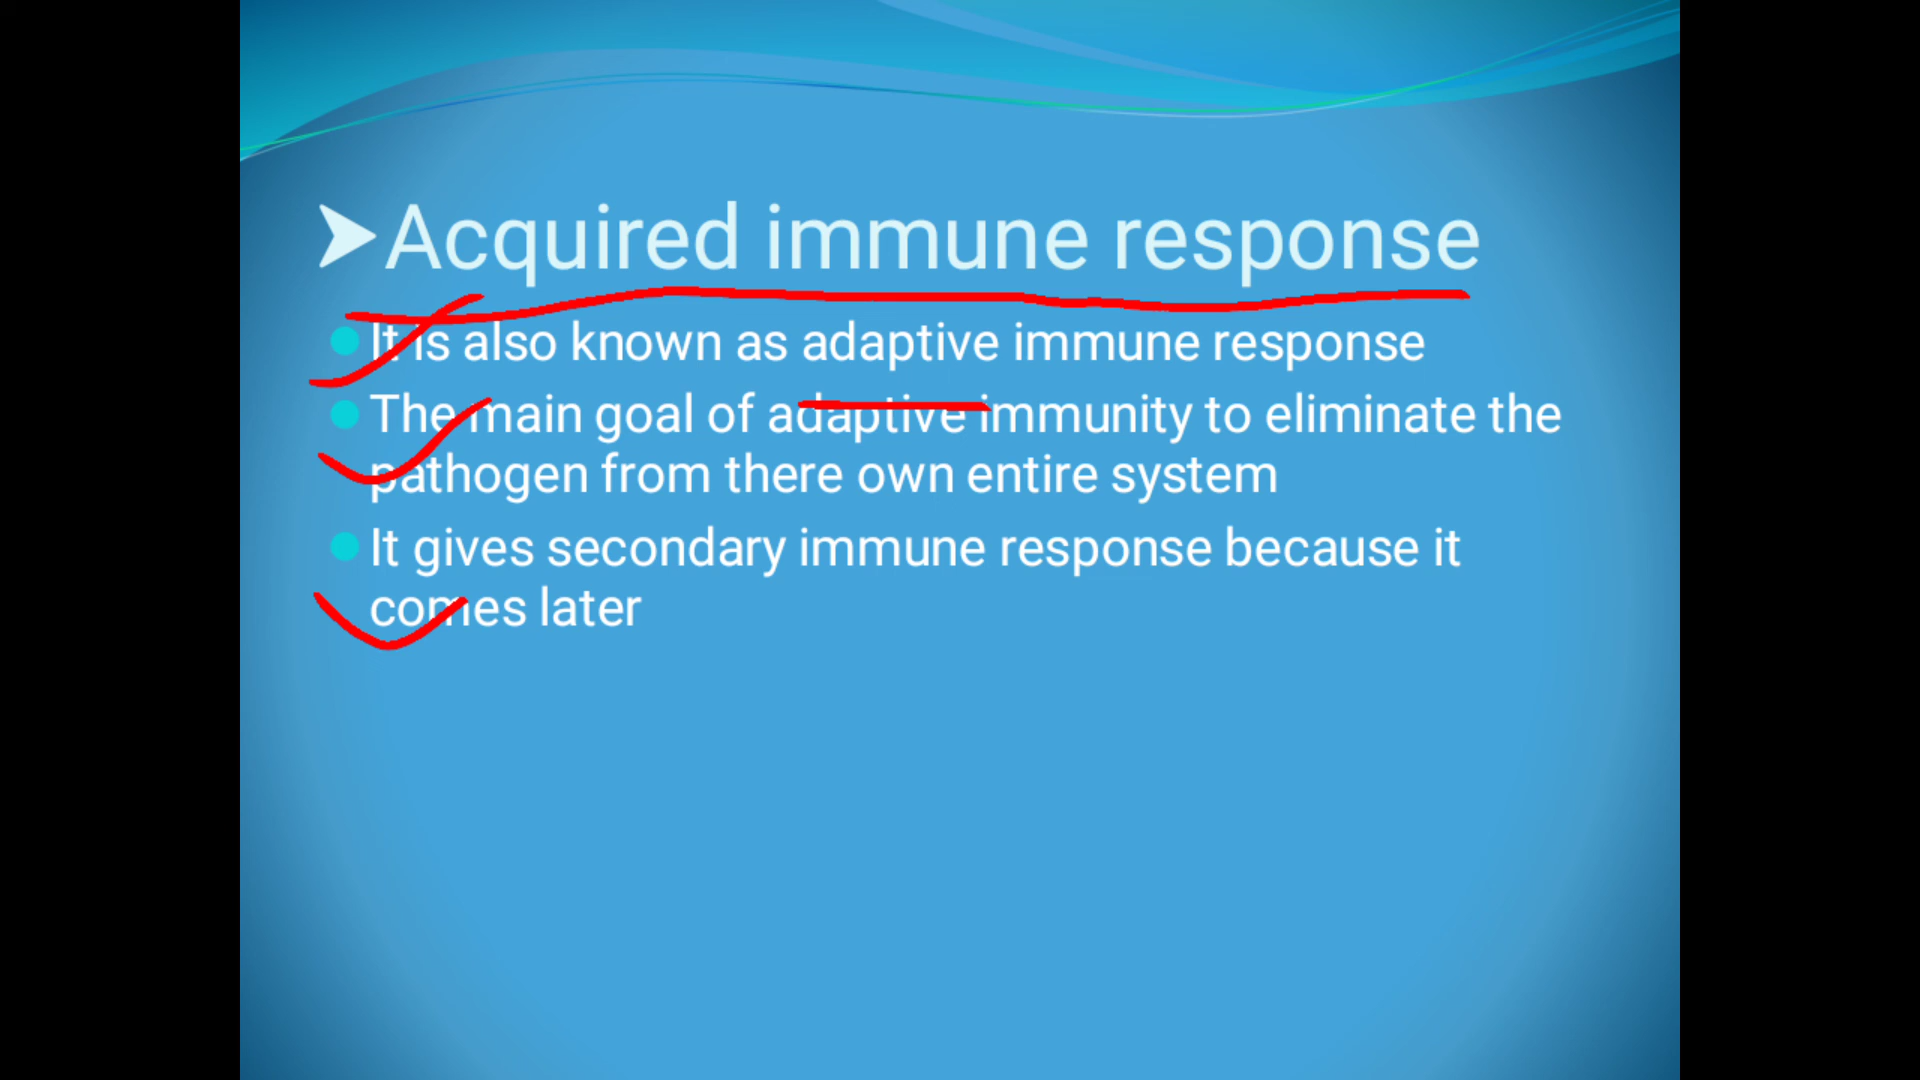 Acquired immune response
It is also known as adaptive immune response
The main goal of adaptive immunity to eliminate the
pathogen from there own entire system
It gives secondary immune response because it
comes later